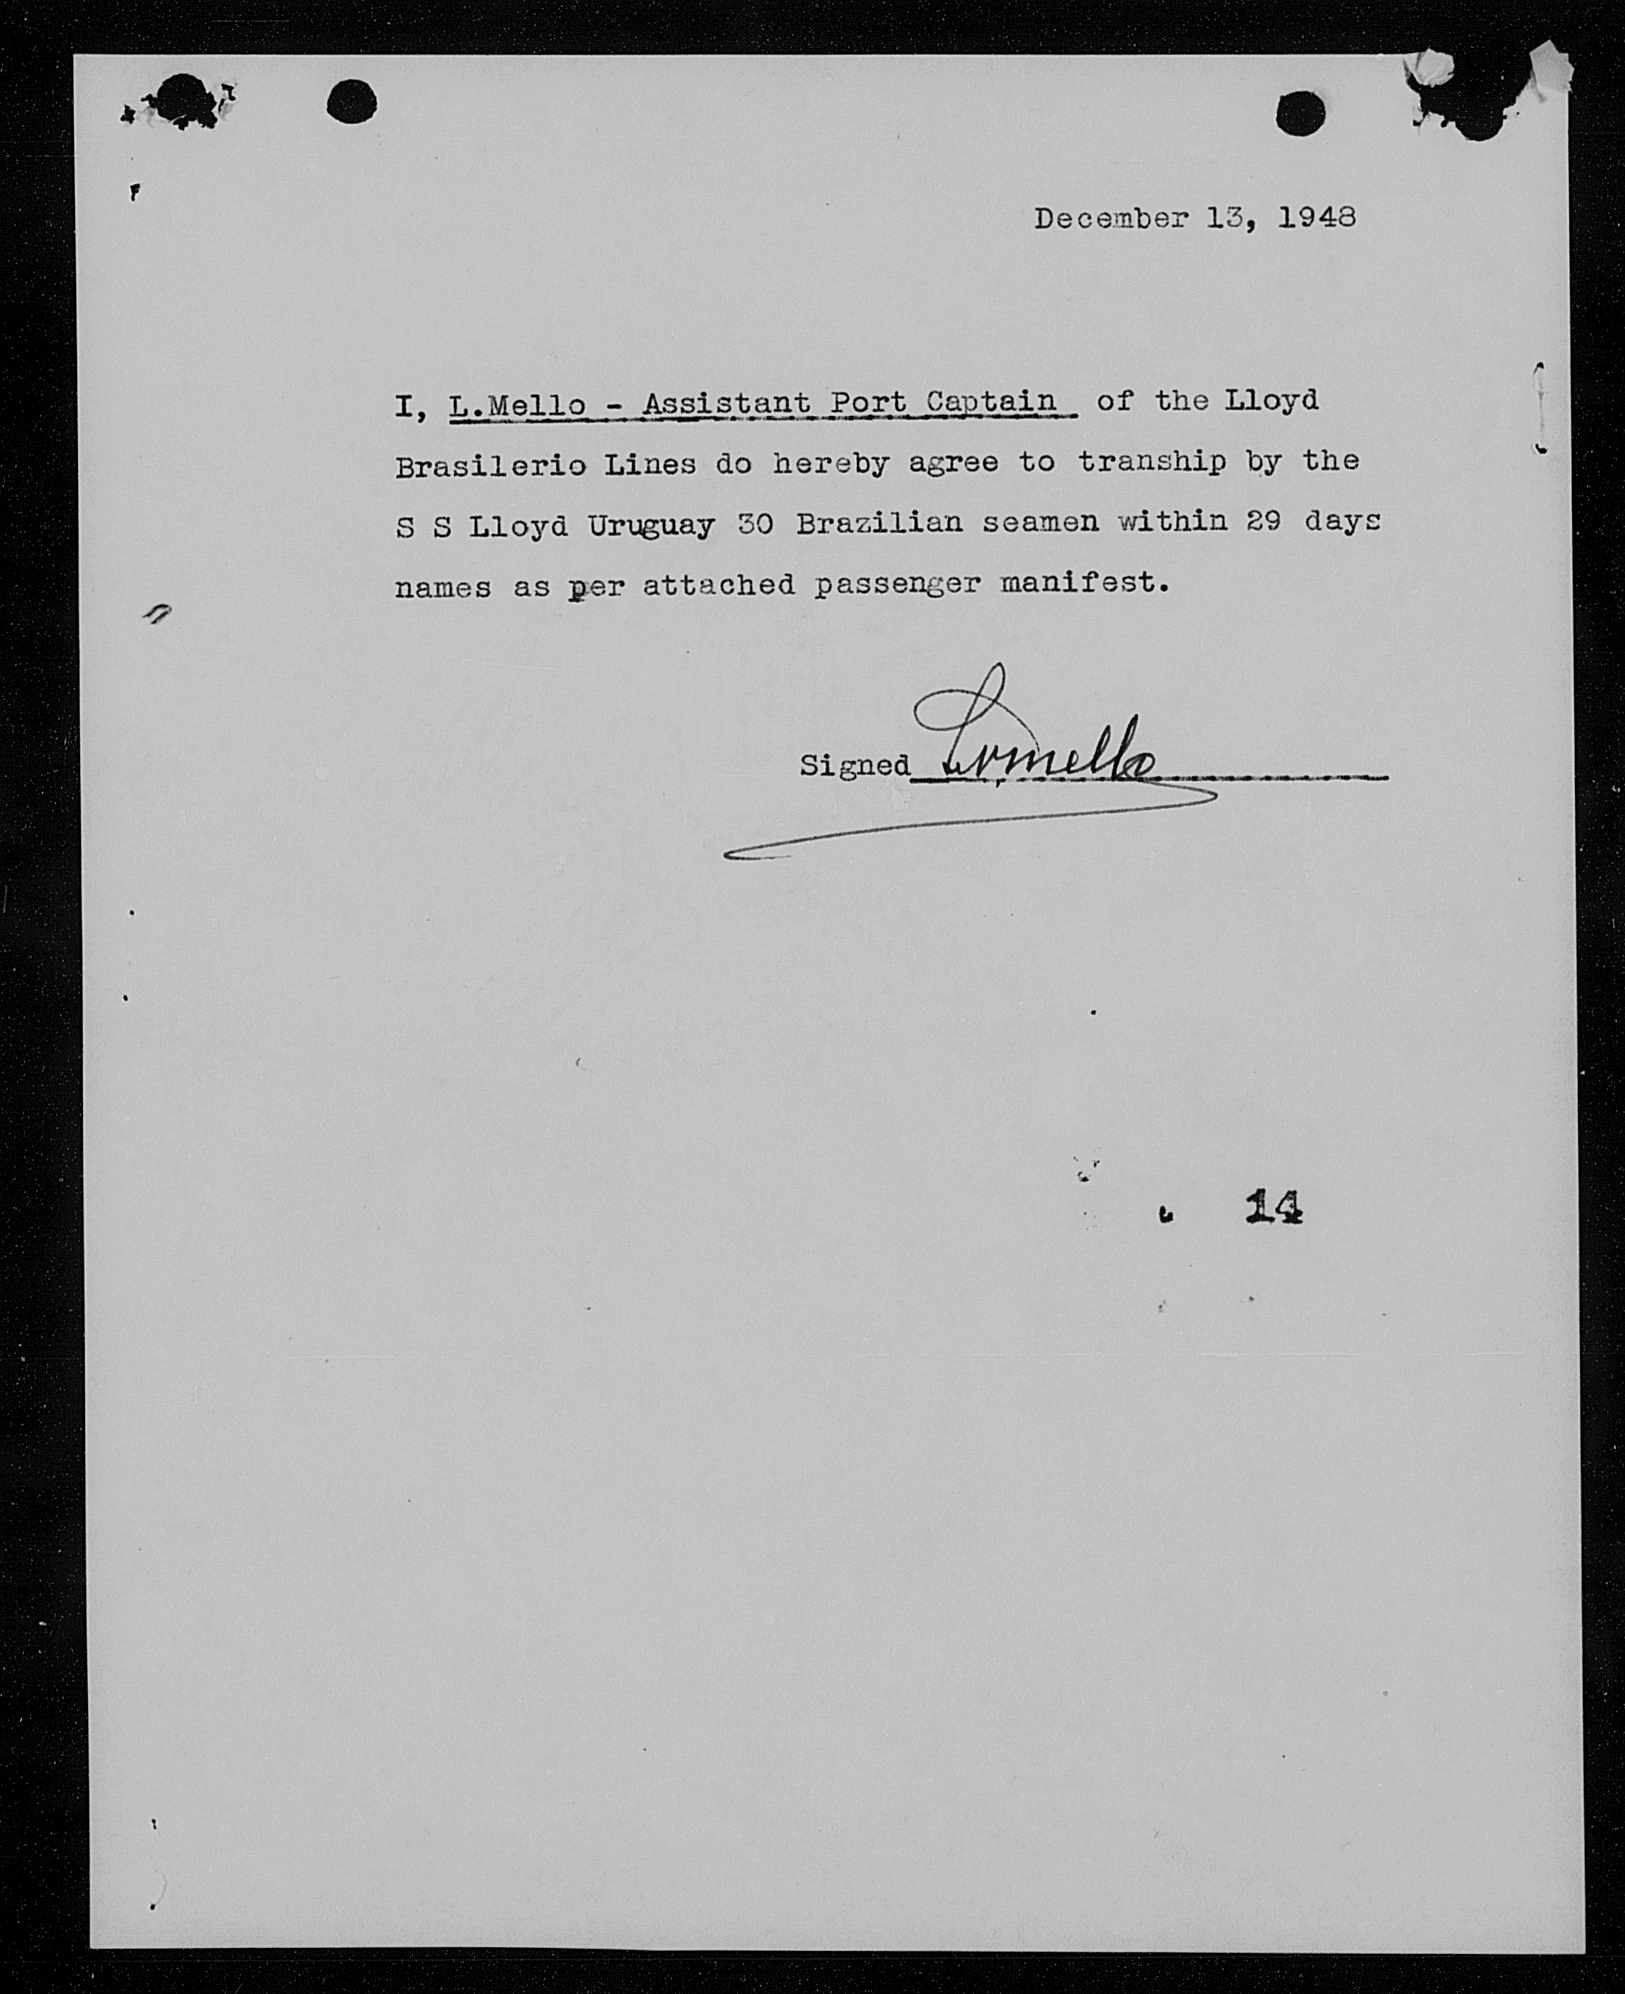 December 13, 1948
I, L.Mello - Assistant Port Captain of the Lloyd
Brasilerio Lines do hereby agree to tranship by the
S S Lloyd Uruguay 30 Brazilian seamen within 29 days
names as per attached passenger manifest.
Signed Lvmello
14